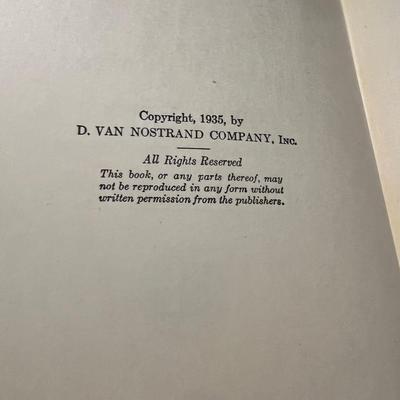 Copyright, 1935, by
D. VAN NOSTRAND COMPANY, INC.
All Rights Reserved
This book, or any parts thereof, may
not be reproduced in any form without
written permission from the publishers.